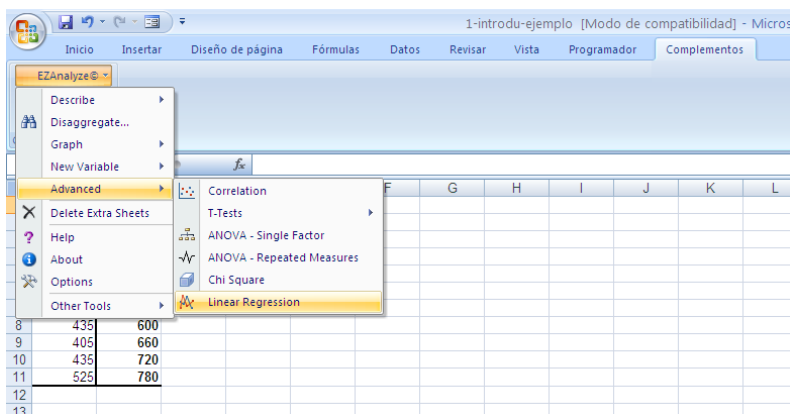 1-introdu-ejemplo [Modo de compatibilidad] - Micros
Inicio Insertar Diseño de página Fórmulas Datos Revisar Vista Programador Complementos
EZAnalyze©
Describe
Disaggregate...
Graph
New Variable
Advanced
Delete Extra Sheets
Help
About
Options
Other Tools
fx
Correlation
T-Tests
ANOVA - Single Factor
ANOVA - Repeated Measures
Chi Square
Linear Regression
F G H I J K L
8 435 600
9 405 660
10 435 720
11 525 780
12
13